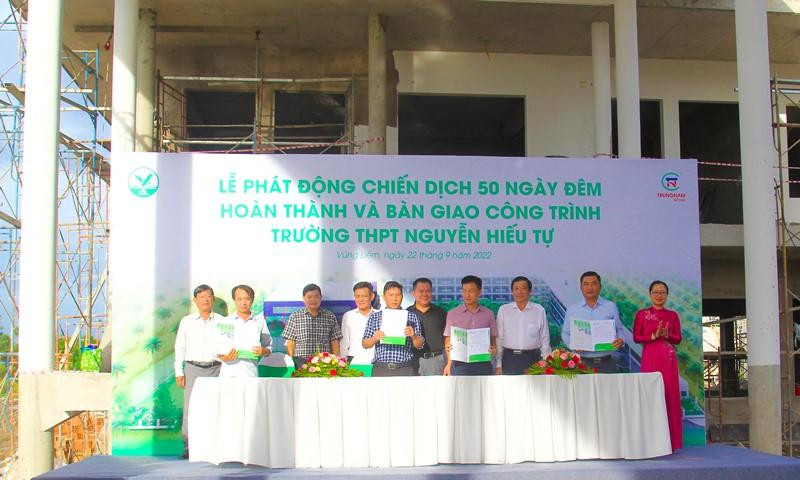 LỄ PHÁT ĐỘNG CHIẾN DỊCH 50 NGÀY ĐÊM
HOÀN THÀNH VÀ BÀN GIAO CÔNG TRÌNH
TRƯỜNG THPT NGUYỄN HIẾU TỰ
Vũng Liêm, ngày 22 tháng 9 năm 2022
TRUNGNAM
Group